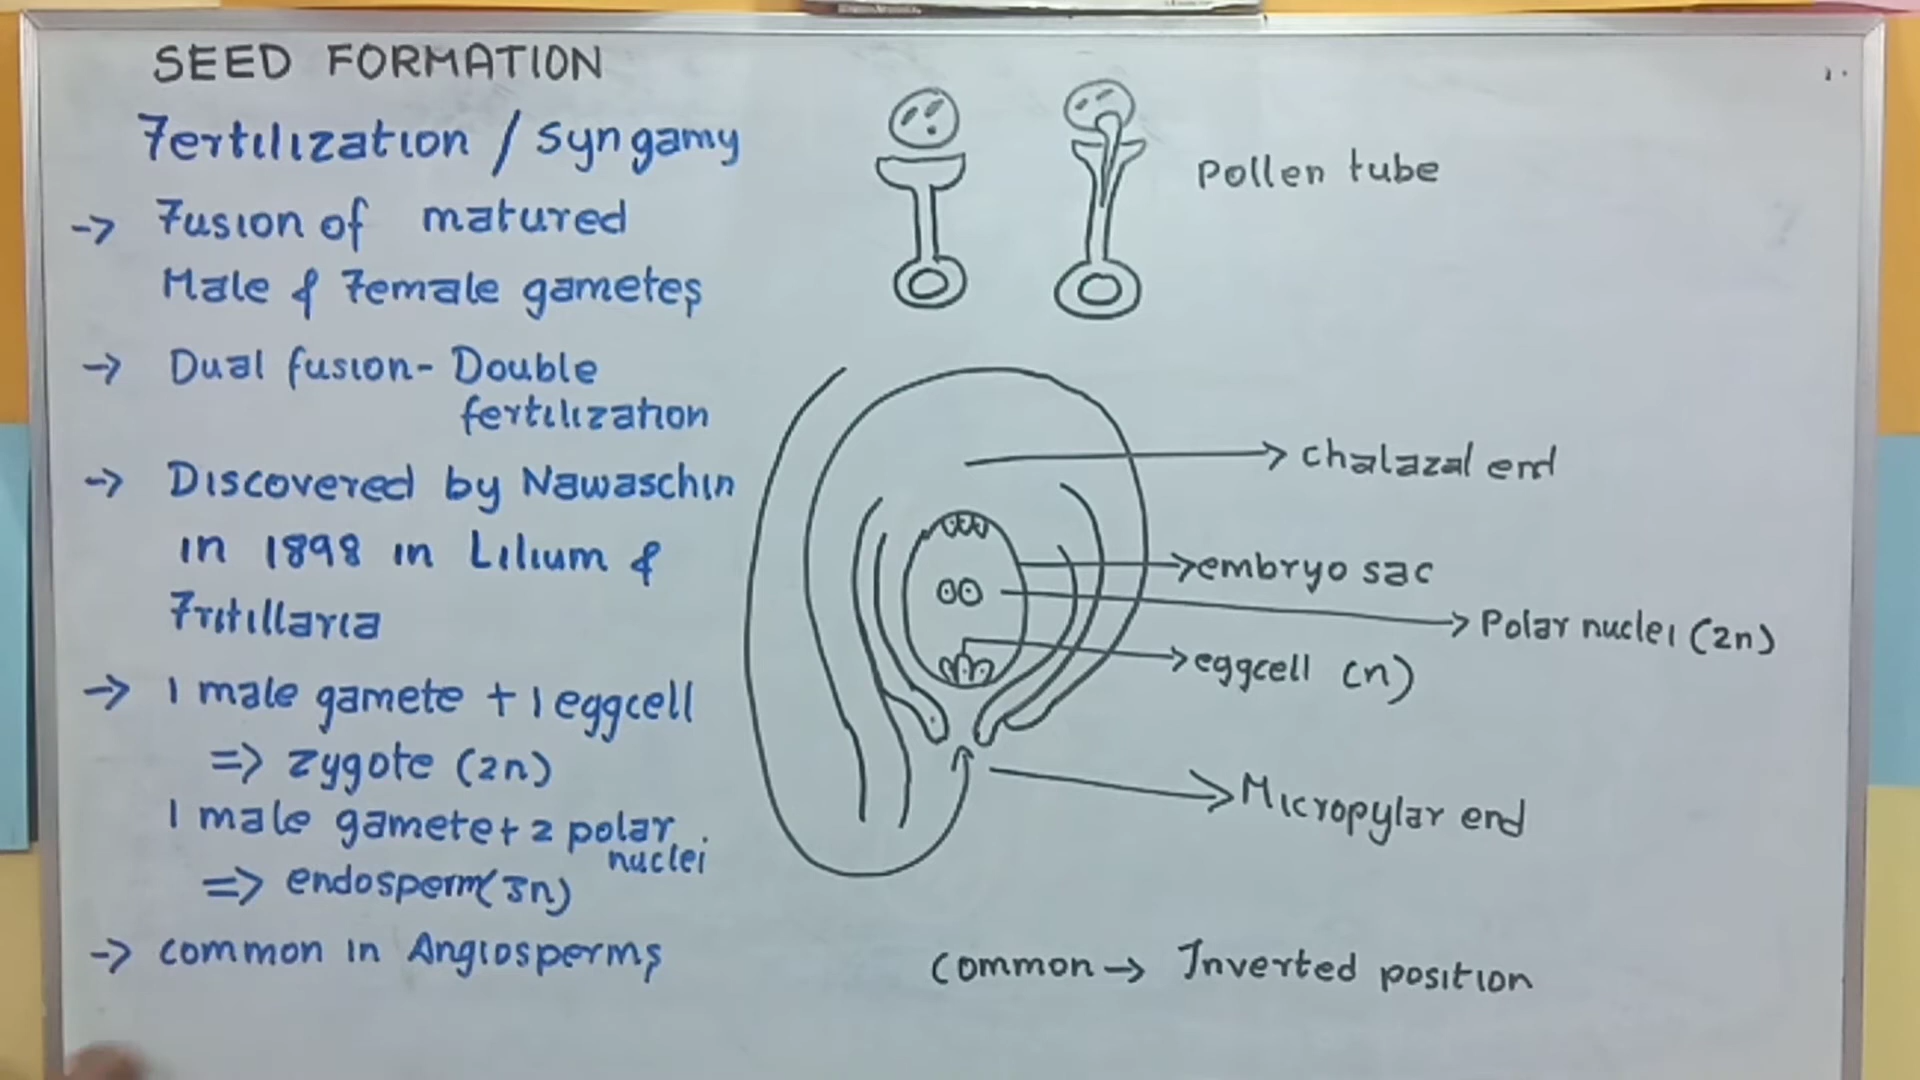 SEED FORMATION
Fertilization / Syngamy
-> Fusion of matured
Male & Female gametes
-> Dual fusion- Double
fertilization
-> Discovered by Nawaschin
in 1898 in Lilium &
Fritillaria
-> 1 male gamete + 1 eggcell
=> zygote (2n)
1 male gamete + 2 polar
nuclei
=> endosperm (3n)
-> common in Angiosperms
Pollen tube
chalazal end
embryo sac
Polar nuclei (2n)
eggcell (n)
Micropylar end
Common -> Inverted position